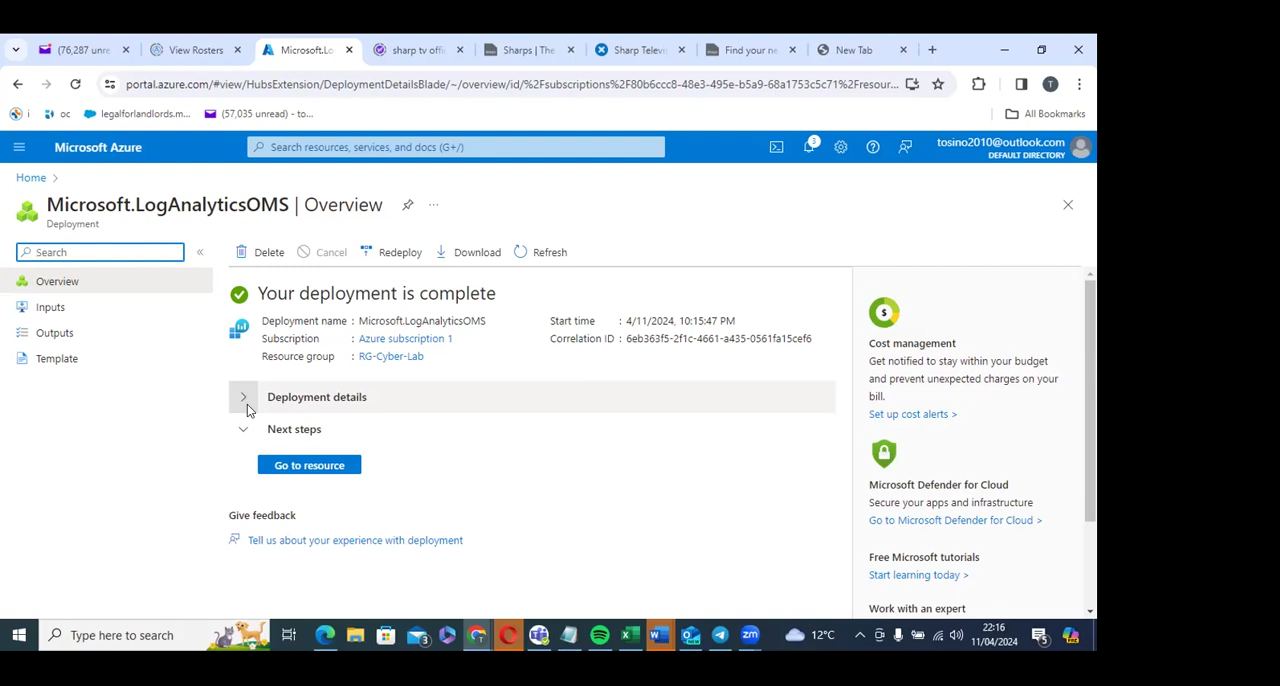 (76,287 unre
View Rosters
Microsoft.Lo
sharp tv offi
Sharps | The
Sharp Televi
Find your ne
New Tab
portal.azure.com/#view/HubsExtension/DeploymentDetailsBlade/~/overview/id/%2Fsubscriptions%2F80b6ccc8-48e3-495e-b5a9-68a1753c5c71%2Fresour...
T
i
oc
legalforlandlords.m...
(57,035 unread) - to...
All Bookmarks
Microsoft Azure
Search resources, services, and docs (G+/)
3
tosino2010@outlook.com
DEFAULT DIRECTORY
Home
Microsoft.LogAnalyticsOMS | Overview
Deployment
Search
Delete
Cancel
Redeploy
Download
Refresh
Overview
Inputs
Outputs
Template
Your deployment is complete
Deployment name : Microsoft.LogAnalyticsOMS
Subscription : Azure subscription 1
Resource group : RG-Cyber-Lab
Start time : 4/11/2024, 10:15:47 PM
Correlation ID : 6eb363f5-2f1c-4661-a435-0561fa15cef6
Deployment details
Next steps
Go to resource
Give feedback
Tell us about your experience with deployment
Cost management
Get notified to stay within your budget
and prevent unexpected charges on your
bill.
Set up cost alerts >
Microsoft Defender for Cloud
Secure your apps and infrastructure
Go to Microsoft Defender for Cloud >
Free Microsoft tutorials
Start learning today >
Work with an expert
Type here to search
12°C
22:16
11/04/2024